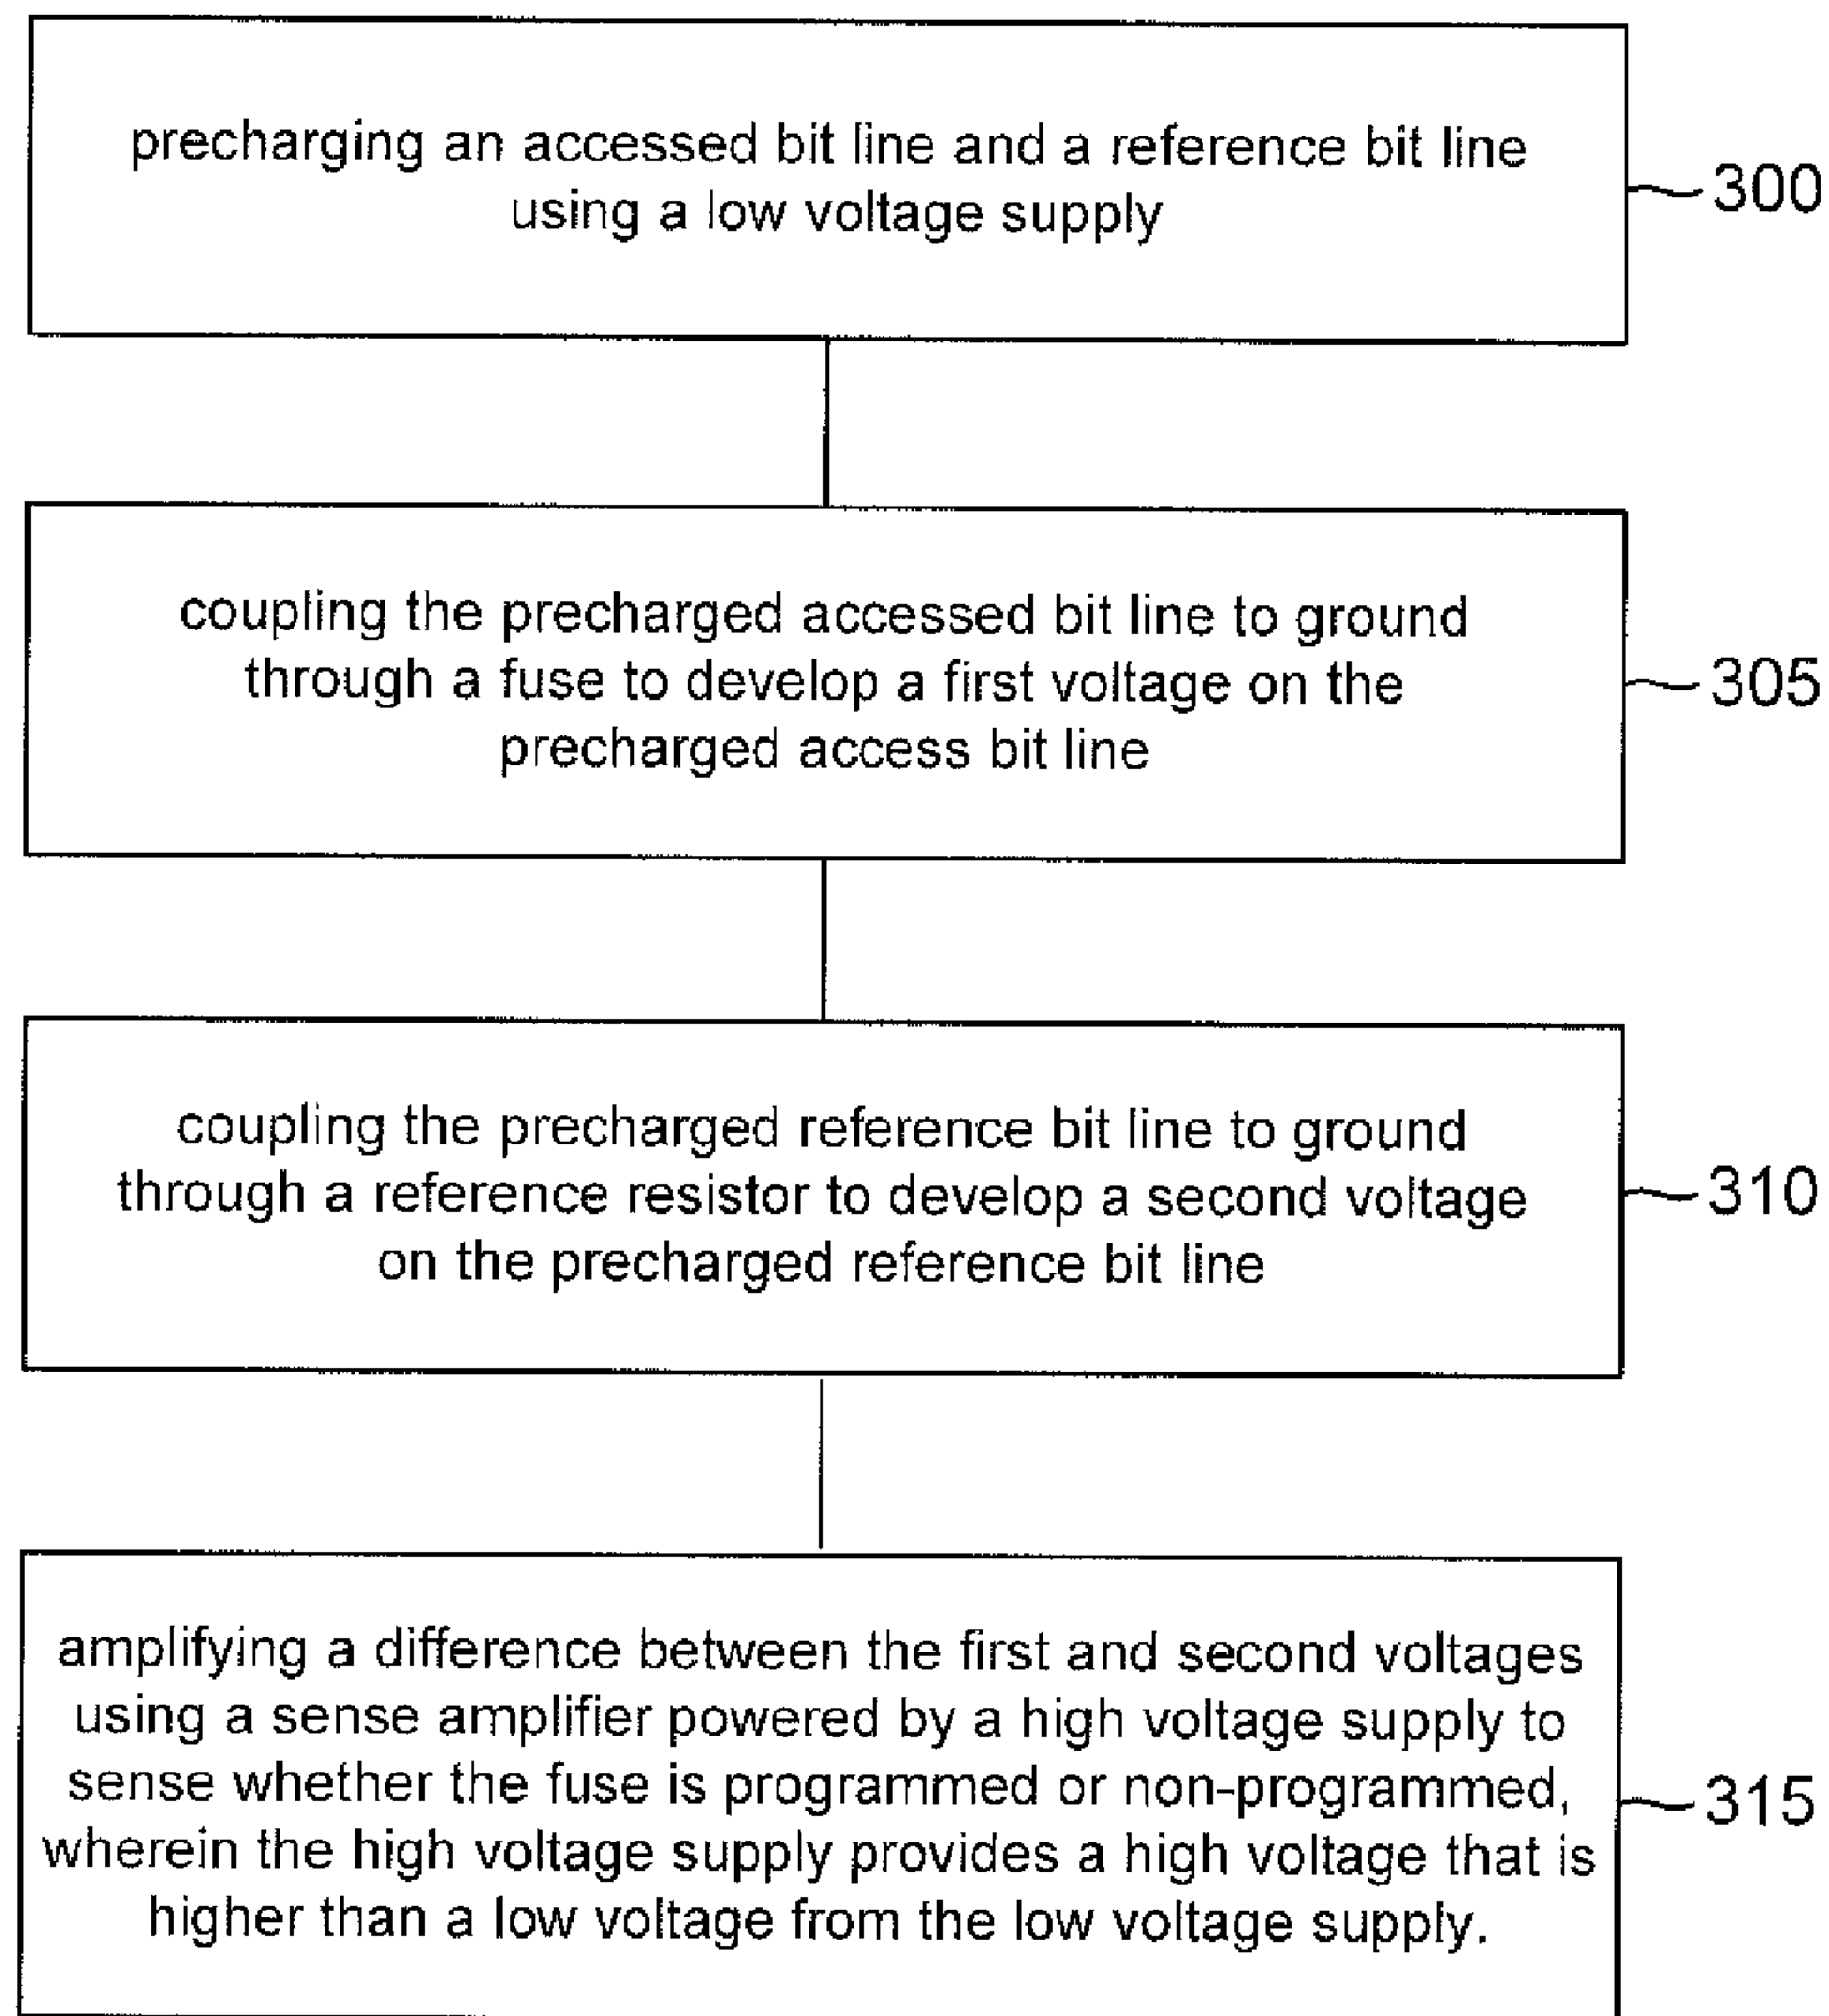 precharging an accessed bit line and a reference bit line
using a low voltage supply
300
coupling the precharged accessed bit line to ground
through a fuse to develop a first voltage on the
precharged access bit line
305
coupling the precharged reference bit line to ground
through a reference resistor to develop a second voltage
on the precharged reference bit line
310
amplifying a difference between the first and second voltages
using a sense amplifier powered by a high voltage supply to
sense whether the fuse is programmed or non-programmed,
wherein the high voltage supply provides a high voltage that is
higher than a low voltage from the low voltage supply.
315